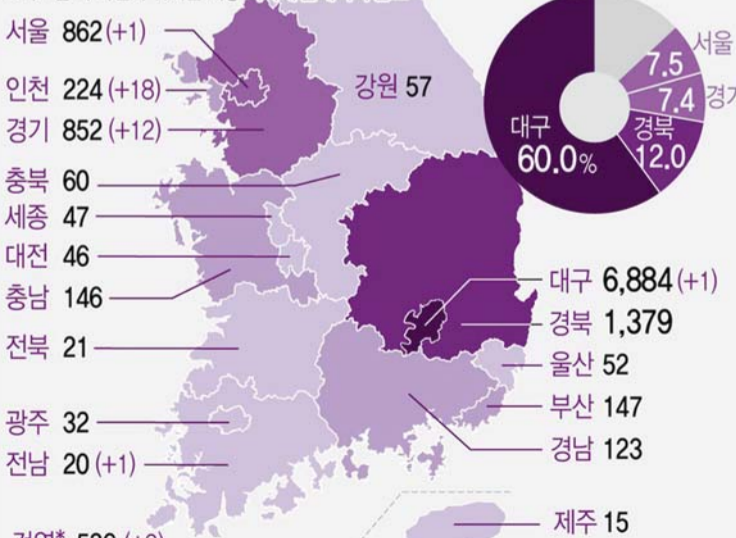 서울 862 (+1)
인천 224 (+18)
경기 852 (+12)
충북 60
세종 47
대전 46
충남 146
전북 21
광주 32
전남 20 (+1)
강원 57
서울
7.5
7.4
대구
60.0%
경북
12.0
대구 6,884 (+1)
경북 1,379
울산 52
부산 147
경남 123
제주 15